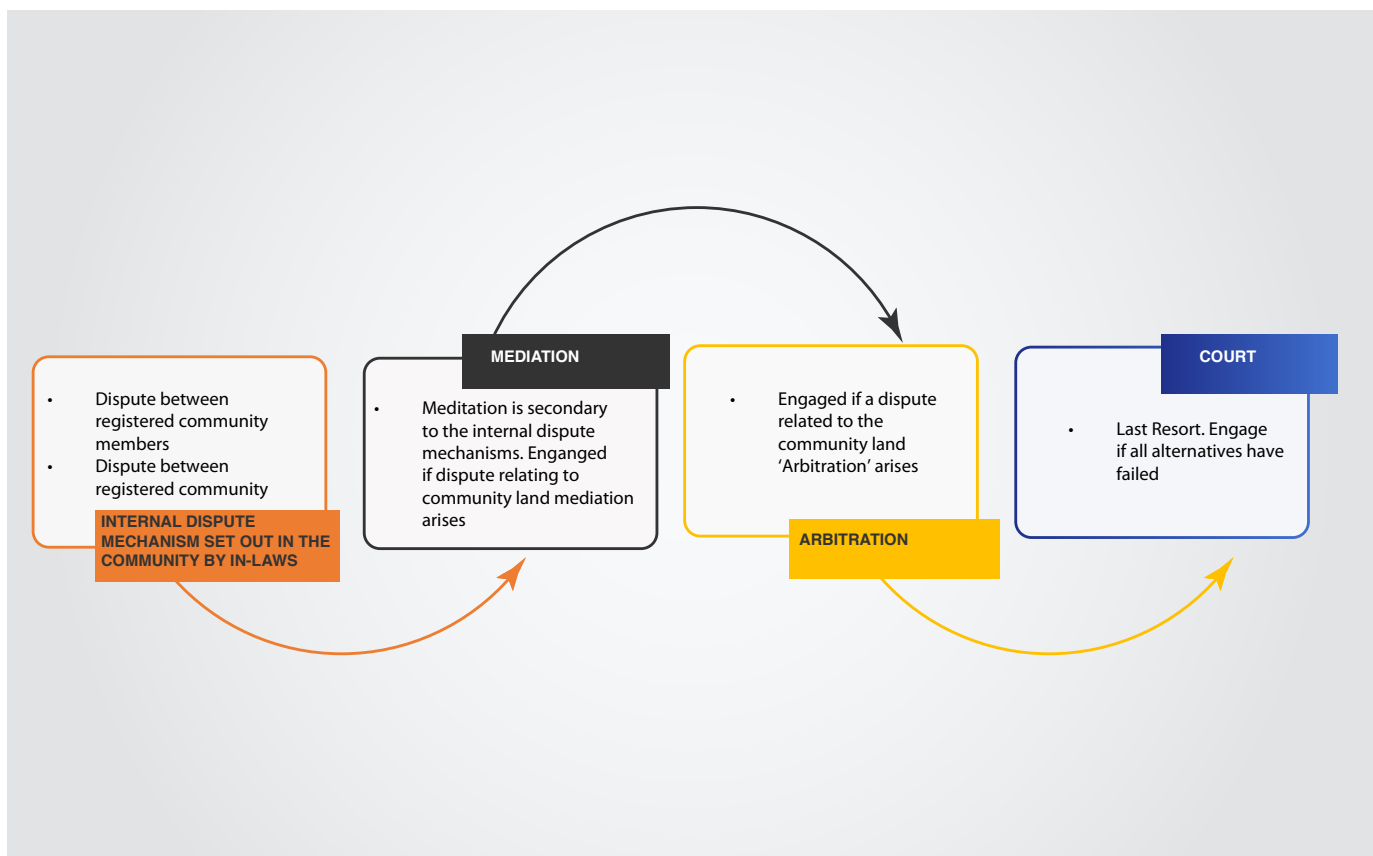 • Dispute between
registered community
members
• Dispute between
registered community
INTERNAL DISPUTE
MECHANISM SET OUT IN THE
COMMUNITY BY IN-LAWS
MEDIATION
• Meditation is secondary
to the internal dispute
mechanisms. Enganged
if dispute relating to
community land mediation
arises
• Engaged if a dispute
related to the
community land
‘Arbitration’ arises
ARBITRATION
COURT
• Last Resort. Engage
if all alternatives have
failed